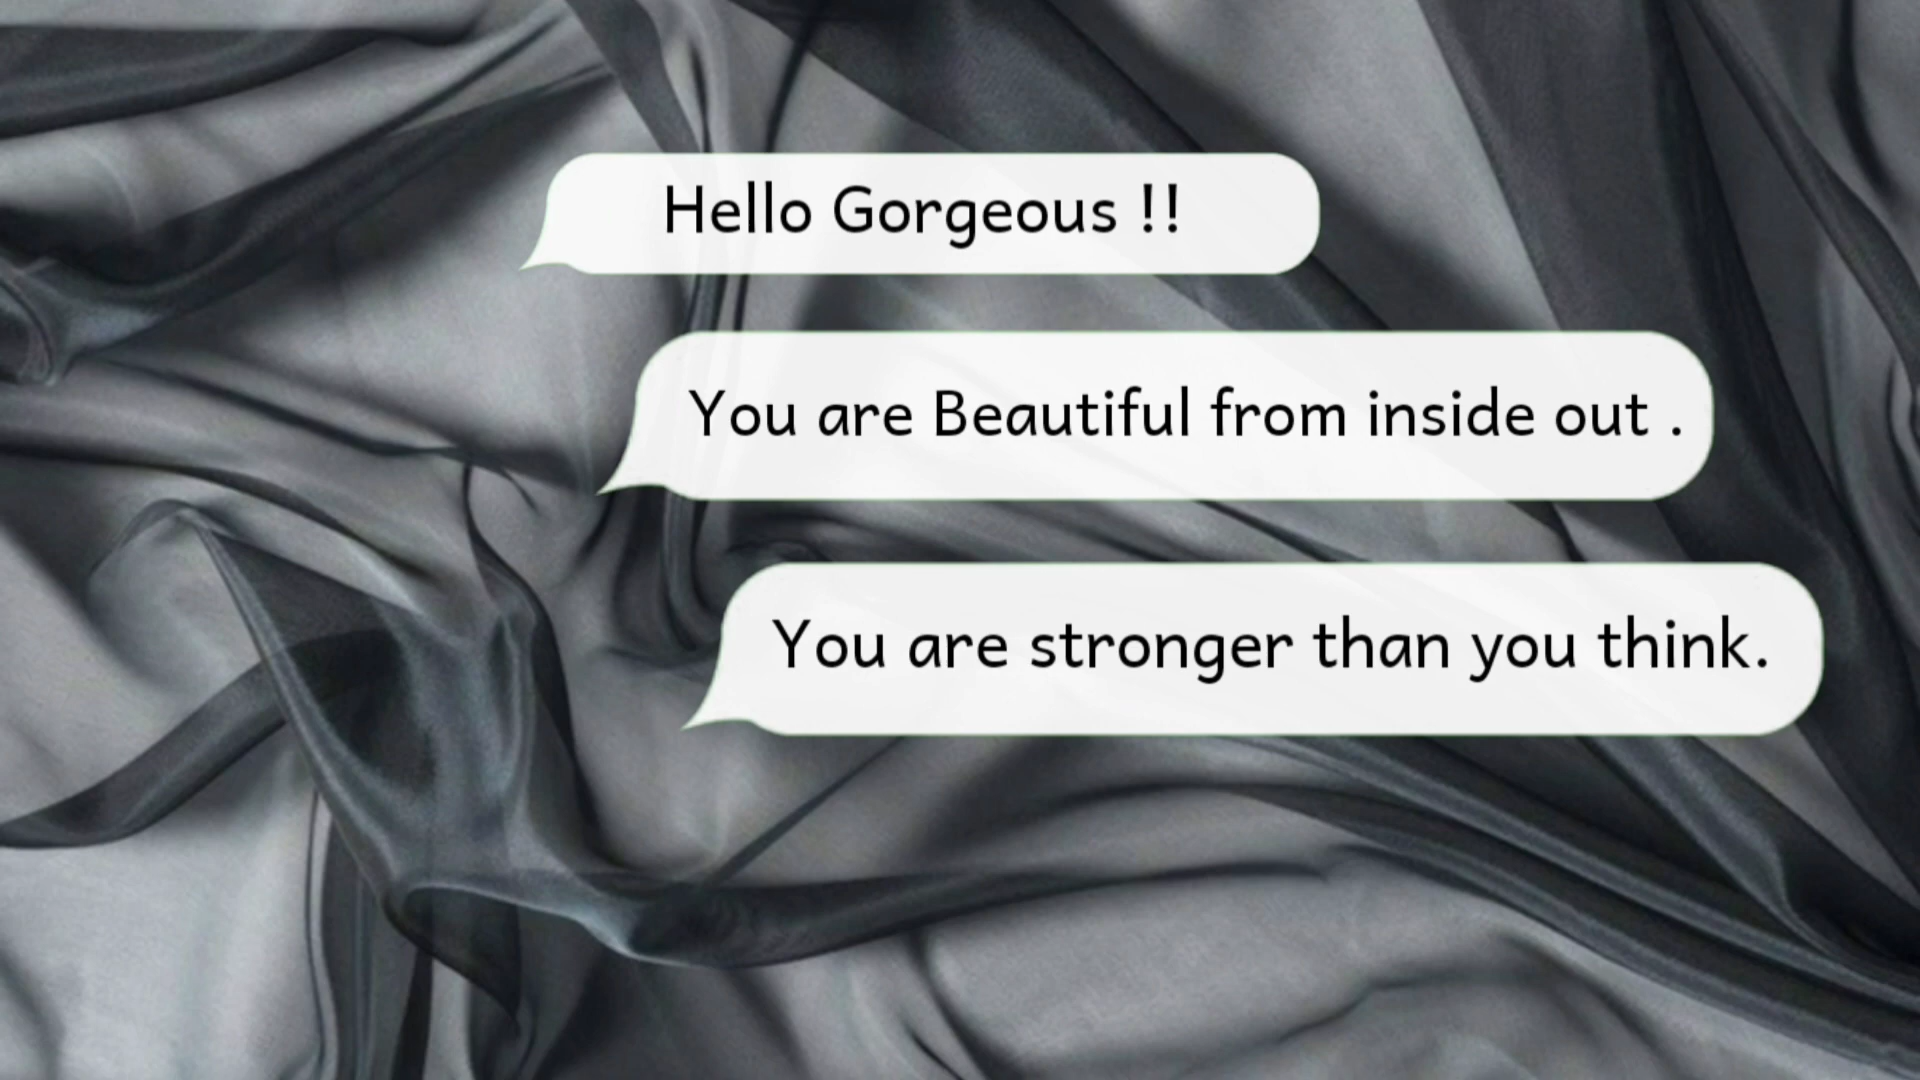 Hello Gorgeous !!
You are Beautiful from inside out .
You are stronger than you think.